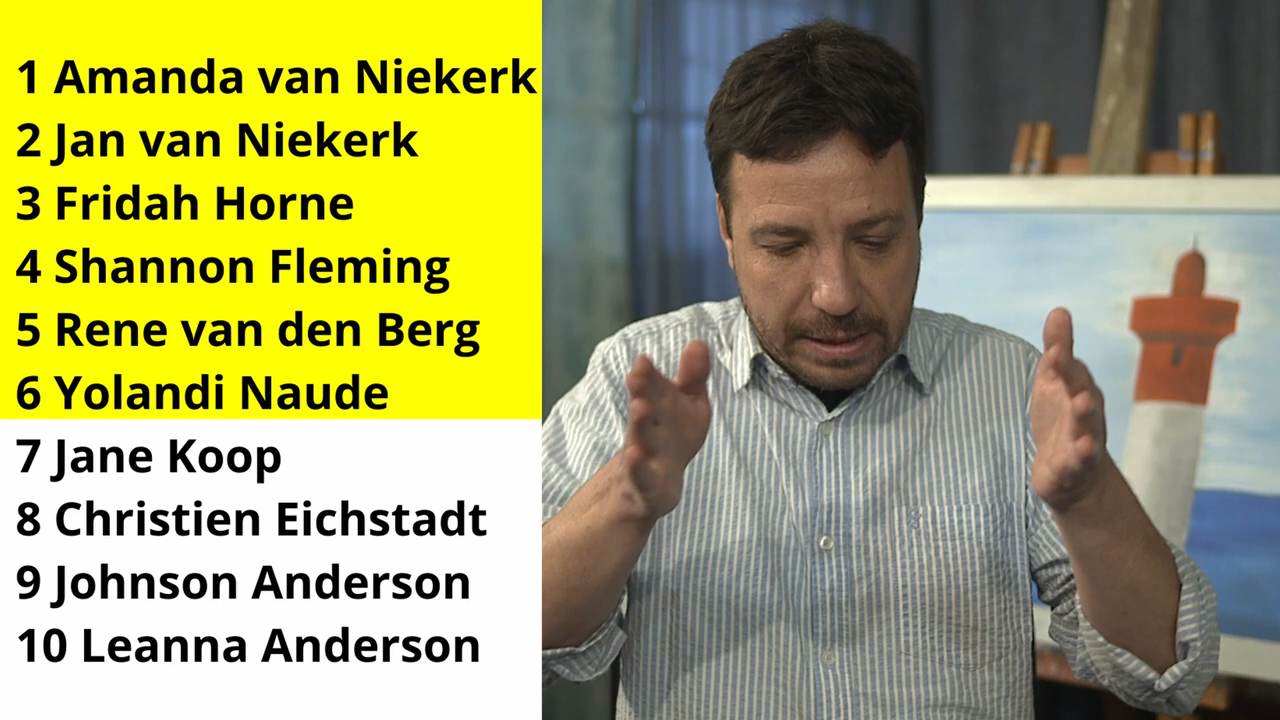 1 Amanda van Niekerk
2 Jan van Niekerk
3 Fridah Horne
4 Shannon Fleming
5 Rene van den Berg
6 Yolandi Naude
7 Jane Koop
8 Christien Eichstadt
9 Johnson Anderson
10 Leanna Anderson